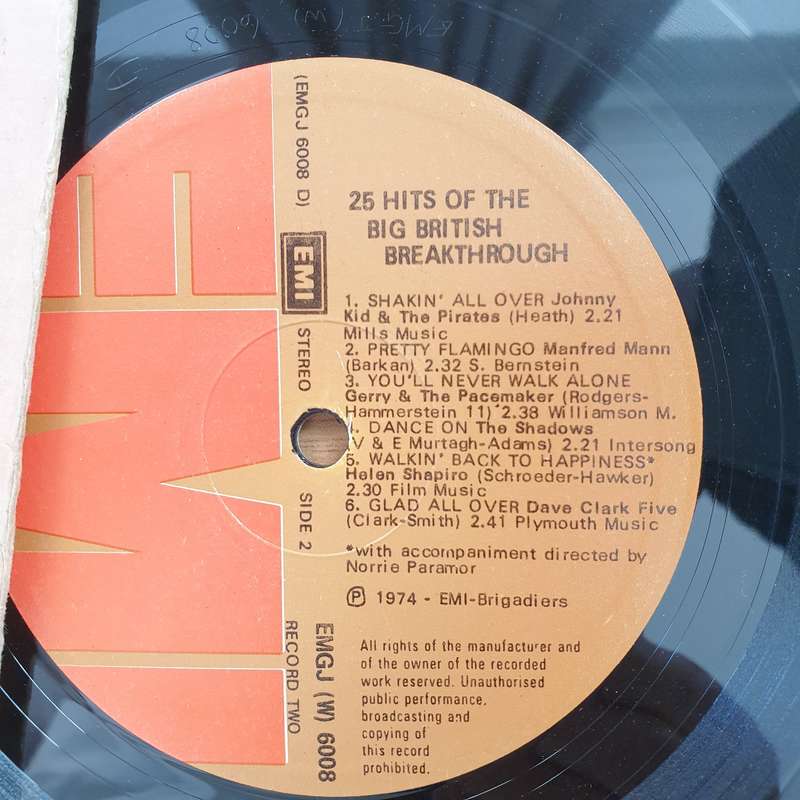 EMGJ (W) 6008
D
(EMGJ 6008 D)
EMI
STEREO
SIDE 2
EMGJ (W) 6008
RECORD TWO
25 HITS OF THE
BIG BRITISH
BREAKTHROUGH
1. SHAKIN' ALL OVER Johnny
Kid & The Pirates (Heath) 2.21
Mills Music
2. PRETTY FLAMINGO Manfred Mann
(Barkan) 2.32 S. Bernstein
3. YOU'LL NEVER WALK ALONE
Gerry & The Pacemaker (Rodgers-
Hammerstein 11) 2.38 Williamson M.
4. DANCE ON The Shadows
(V & E Murtagh-Adams) 2.21 Intersong
5. WALKIN' BACK TO HAPPINESS*
Helen Shapiro (Schroeder-Hawker)
2.30 Film Music
6. GLAD ALL OVER Dave Clark Five
(Clark-Smith) 2.41 Plymouth Music
*with accompaniment directed by
Norrie Paramor
℗ 1974 - EMI-Brigadiers
All rights of the manufacturer and
of the owner of the recorded
work reserved. Unauthorised
public performance,
broadcasting and
copying of
this record
prohibited.